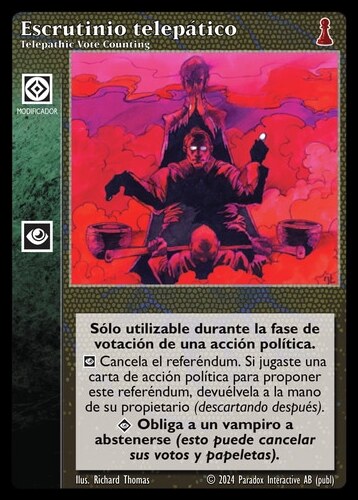 Escrutinio telepático
Telepathic Vote Counting
MODIFICADOR
Sólo utilizable durante la fase de
votación de una acción política.
Cancela el referéndum. Si jugaste una
carta de acción política para proponer
este referéndum, devuélvela a la mano
de su propietario (descartando después).
Obliga a un vampiro a
abstenerse (esto puede cancelar
sus votos y papeletas).
Ilus. Richard Thomas
© 2024 Paradox Interactive AB (publ)